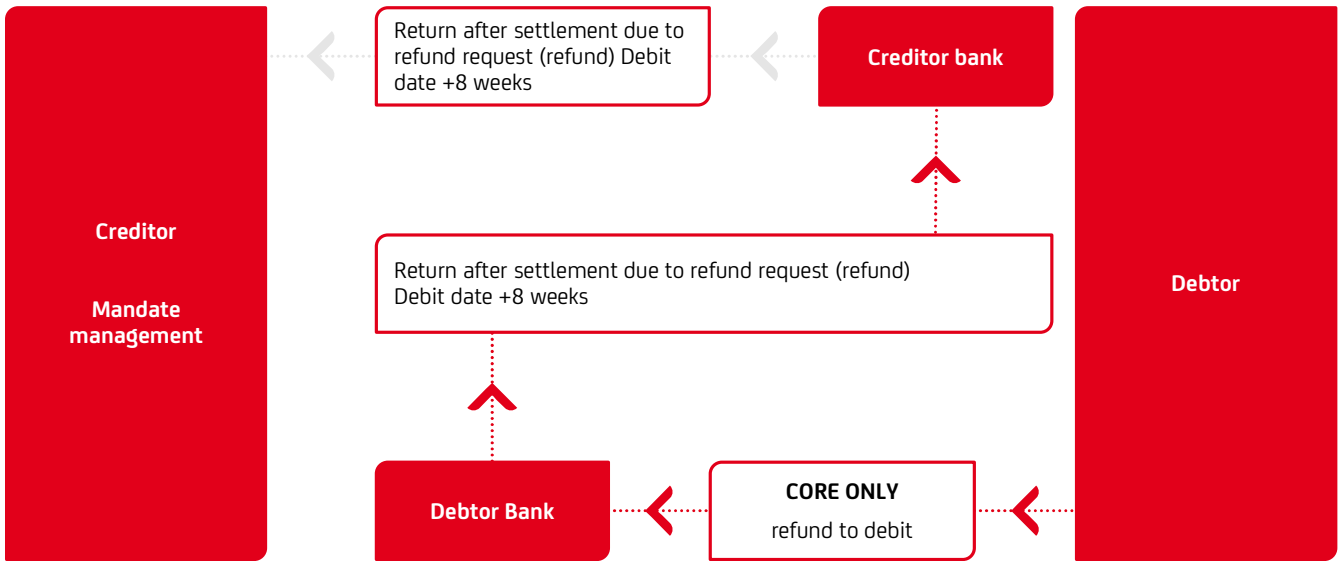 Return after settlement due to
refund request (refund) Debit
date +8 weeks
Creditor bank
Creditor
Mandate
management
Return after settlement due to refund request (refund)
Debit date +8 weeks
Debtor
Debtor Bank
CORE ONLY
refund to debit